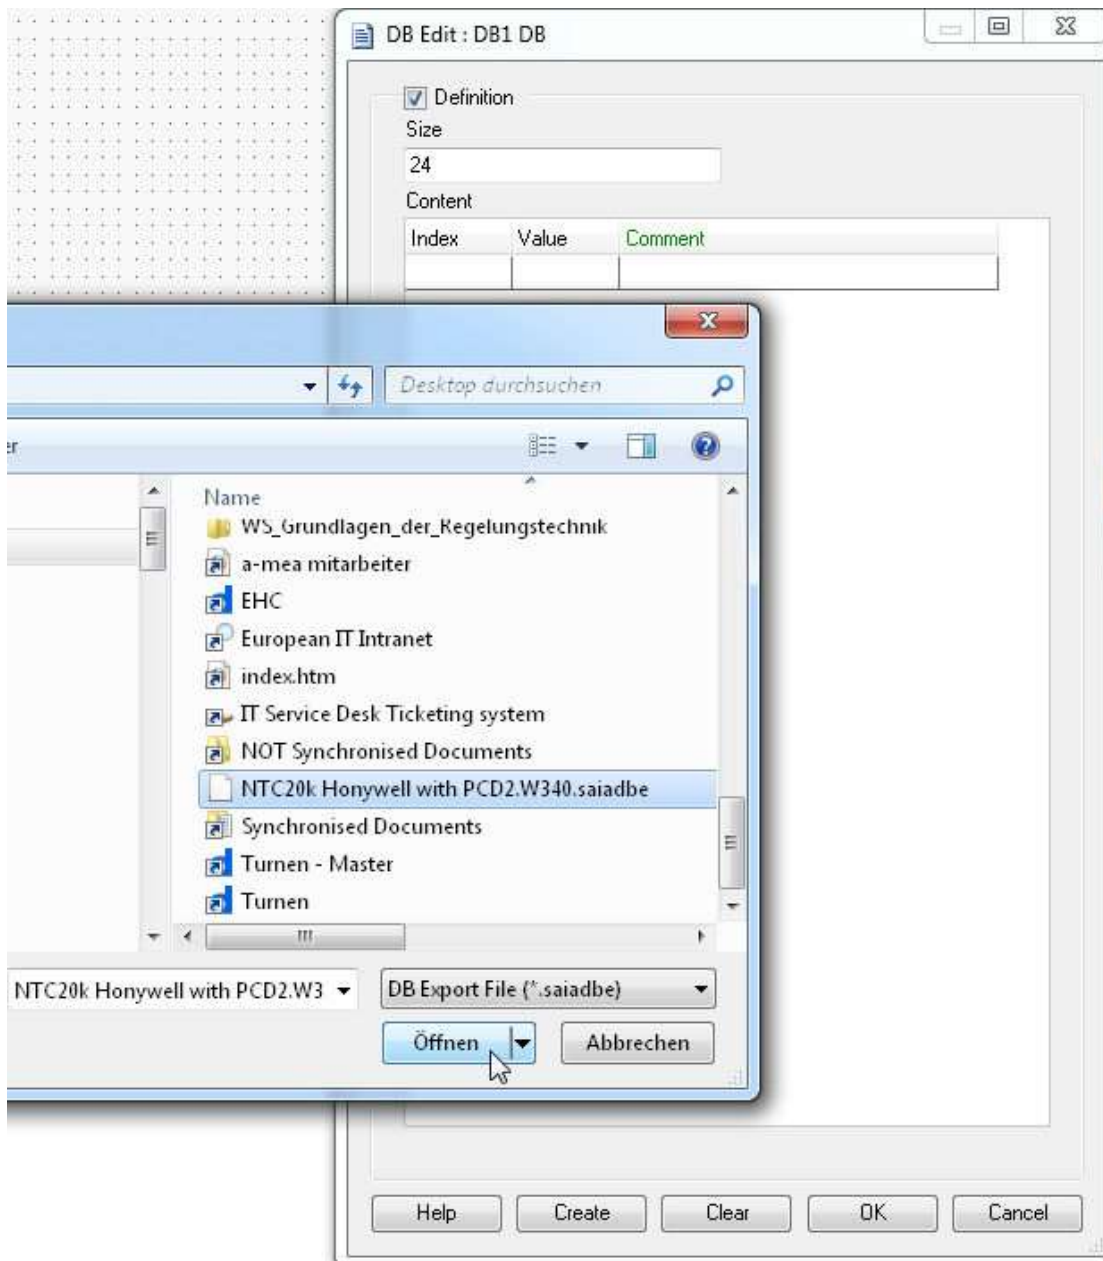 DB Edit : DB1 DB
Definition
Size
24
Content
Index Value Comment
Desktop durchsuchen
er
Name
WS_Grundlagen_der_Regelungstechnik
a-mea mitarbeiter
EHC
European IT Intranet
index.htm
IT Service Desk Ticketing system
NOT Synchronised Documents
NTC20k Honywell with PCD2.W340.saiadbe
Synchronised Documents
Turnen - Master
Turnen
NTC20k Honywell with PCD2.W3 DB Export File (*.saiadbe)
Öffnen Abbrechen
Help Create Clear OK Cancel